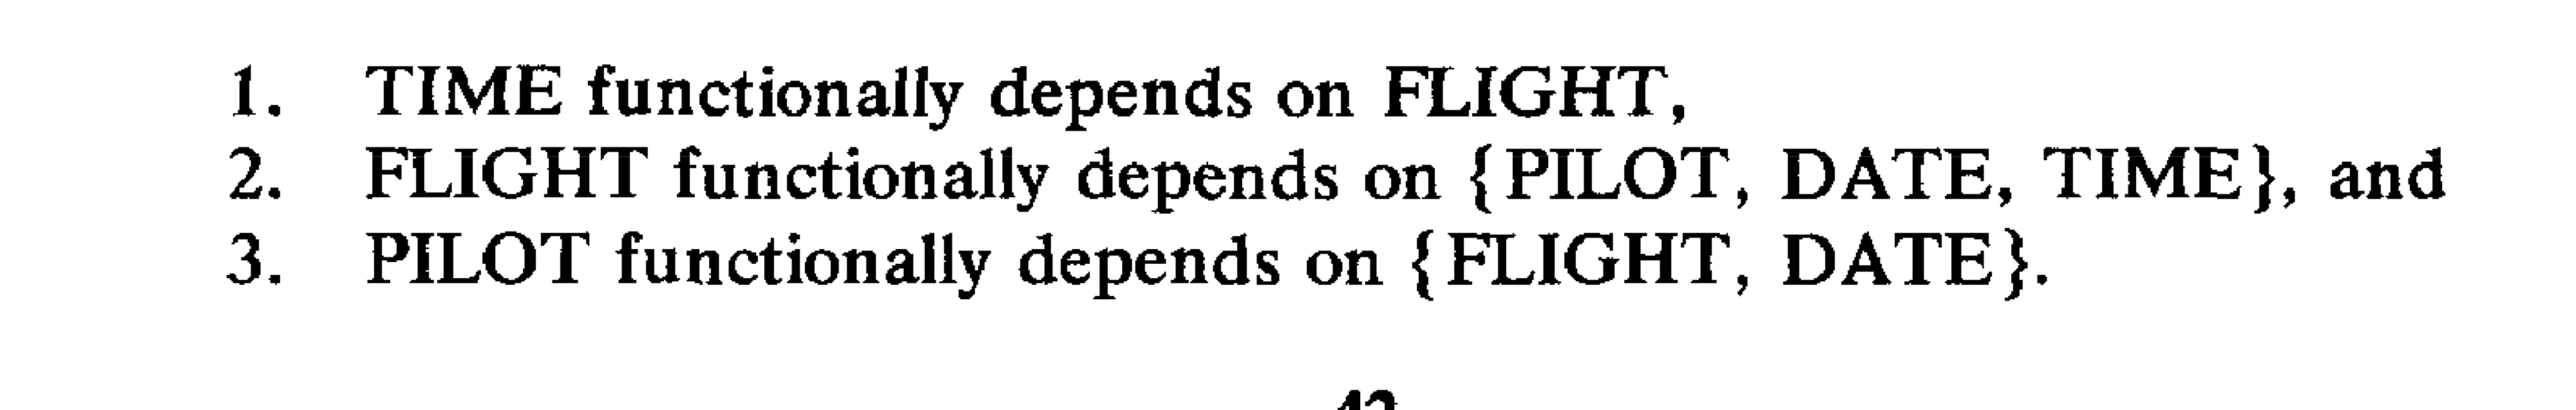 1. TIME functionally depends on FLIGHT,
2. FLIGHT functionally depends on {PILOT, DATE, TIME}, and
3. PILOT functionally depends on {FLIGHT, DATE}.